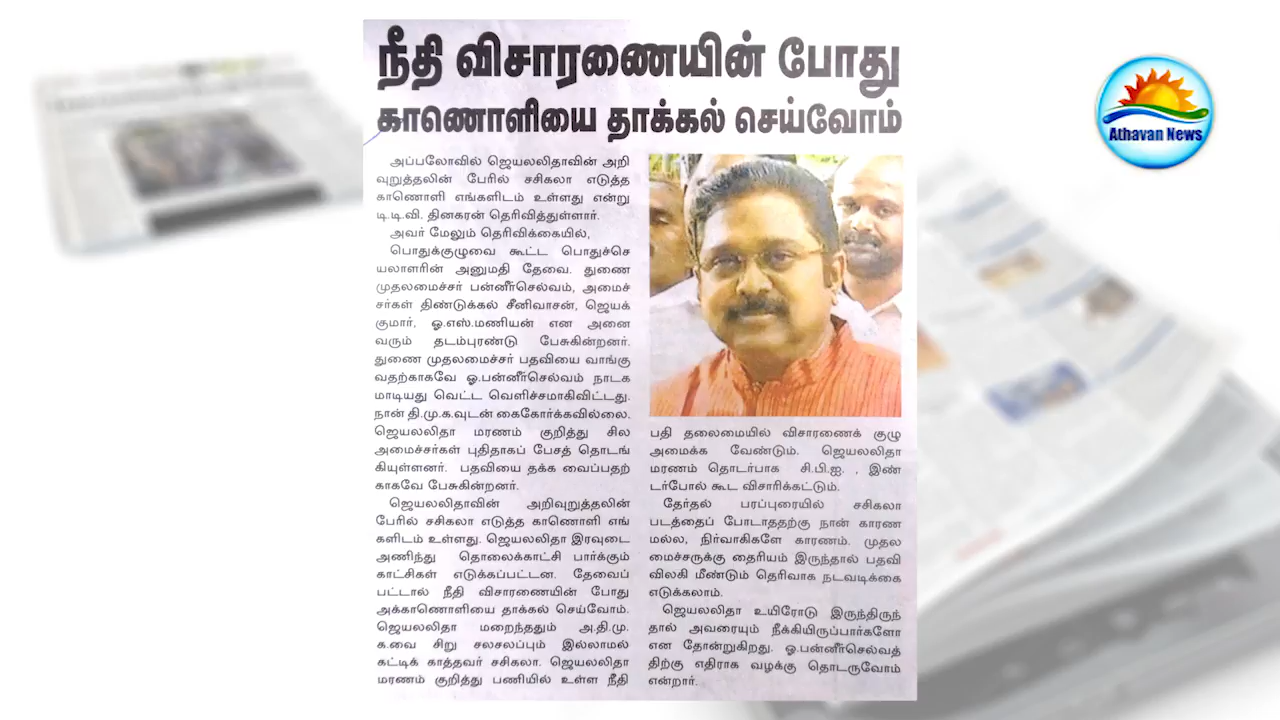 நீதி விசாரணையின் போது
காணொளியை தாக்கல் செய்வோம்
Athavan News
அப்பலோவில் ஜெயலலிதாவின் அறி
வுறுத்தலின் பேரில் சசிகலா எடுத்த
காணொளி எங்களிடம் உள்ளது என்று
டி.டி.வி. தினகரன் தெரிவித்துள்ளார்.
அவர் மேலும் தெரிவிக்கையில்,
பொதுக்குழுவை கூட்ட பொதுச்செ
யலாளரின் அனுமதி தேவை. துணை
முதலமைச்சர் பன்னீர்செல்வம், அமைச்
சர்கள் திண்டுக்கல் சீனிவாசன், ஜெயக்
குமார், ஓ.எஸ்.மணியன் என அனை
வரும் தடம்புரண்டு பேசுகின்றனர்.
துணை முதலமைச்சர் பதவியை வாங்கு
வதற்காகவே ஓ.பன்னீர்செல்வம் நாடக
மாடியது வெட்ட வெளிச்சமாகிவிட்டது.
நான் தி.மு.க.வுடன் கைகோர்க்கவில்லை.
ஜெயலலிதா மரணம் குறித்து சில
அமைச்சர்கள் புதிதாகப் பேசத் தொடங்
கியுள்ளனர். பதவியை தக்க வைப்பதற்
காகவே பேசுகின்றனர்.
ஜெயலலிதாவின் அறிவுறுத்தலின்
பேரில் சசிகலா எடுத்த காணொளி எங்
களிடம் உள்ளது. ஜெயலலிதா இரவுடை
அணிந்து தொலைக்காட்சி பார்க்கும்
காட்சிகள் எடுக்கப்பட்டன. தேவைப்
பட்டால் நீதி விசாரணையின் போது
அக்காணொளியை தாக்கல் செய்வோம்.
ஜெயலலிதா மறைந்ததும் அ.தி.மு.
க.வை சிறு சலசலப்பும் இல்லாமல்
கட்டிக் காத்தவர் சசிகலா. ஜெயலலிதா
மரணம் குறித்து பணியில் உள்ள நீதி
பதி தலைமையில் விசாரணைக் குழு
அமைக்க வேண்டும். ஜெயலலிதா
மரணம் தொடர்பாக சி.பி.ஐ. , இண்
டர்போல் கூட விசாரிக்கட்டும்.
தேர்தல் பரப்புரையில் சசிகலா
படத்தைப் போடாததற்கு நான் காரண
மல்ல, நிர்வாகிகளே காரணம். முதல
மைச்சருக்கு தைரியம் இருந்தால் பதவி
விலகி மீண்டும் தெரிவாக நடவடிக்கை
எடுக்கலாம்.
ஜெயலலிதா உயிரோடு இருந்திருந்
தால் அவரையும் நீக்கியிருப்பார்களோ
என தோன்றுகிறது. ஓ.பன்னீர்செல்வத்
திற்கு எதிராக வழக்கு தொடருவோம்
என்றார்.